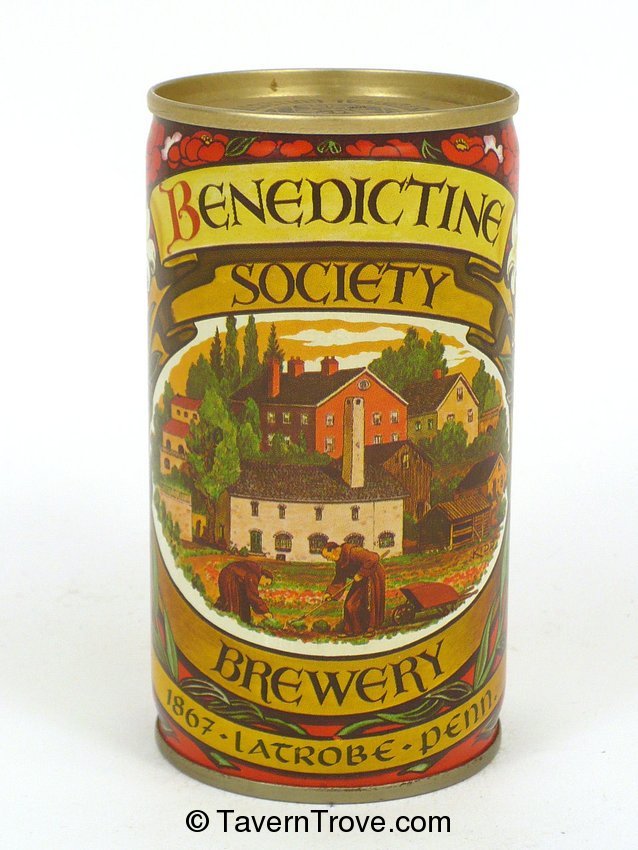 BENEDICTINE
SOCIETY
BREWERY
1867 · LATROBE · PENN.
© TavernTrove.com